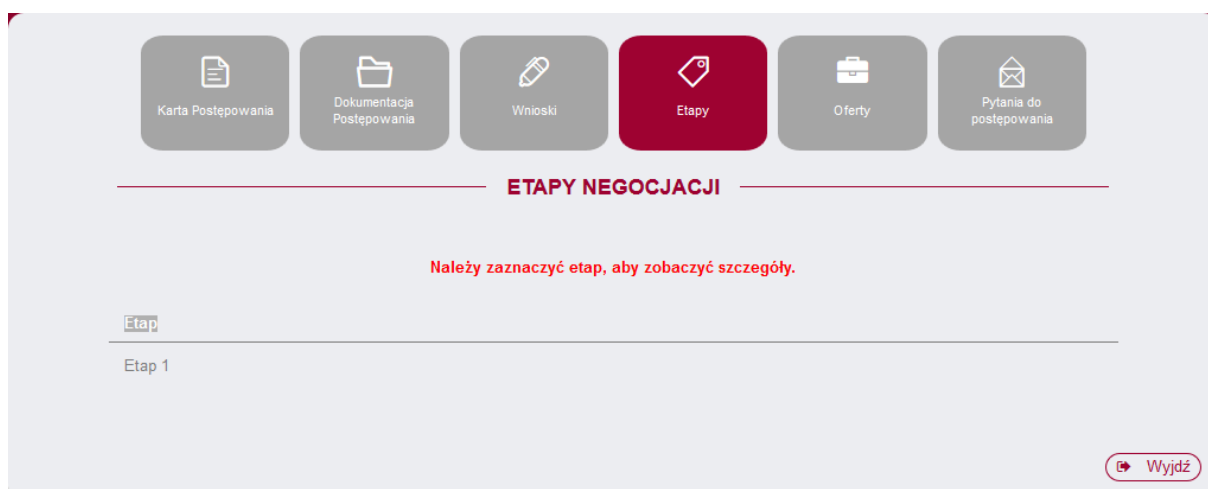 Karta Postępowania
Dokumentacja
Postępowania
Wnioski
Etapy
Oferty
Pytania do
postępowania
ETAPY NEGOCJACJI
Należy zaznaczyć etap, aby zobaczyć szczegóły.
Etap
Etap 1
Wyjdź